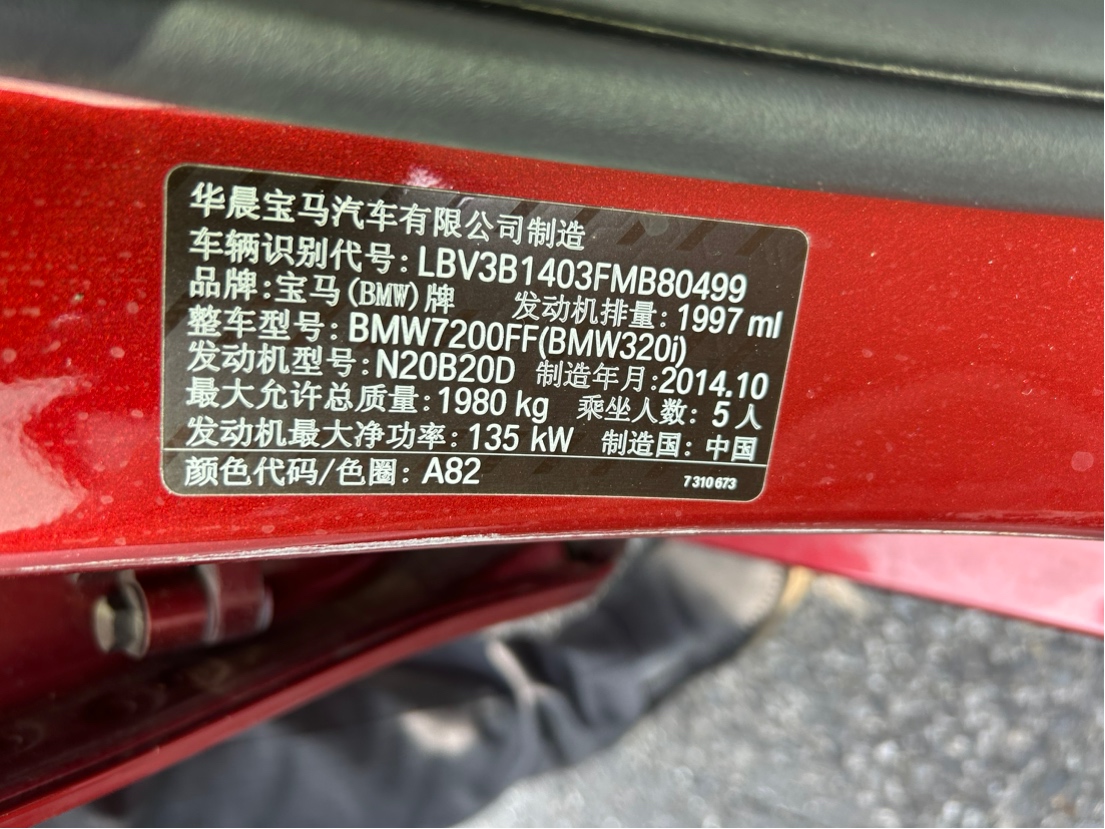 华晨宝马汽车有限公司制造
车辆识别代号：LBV3B1403FMB80499
品牌：宝马(BMW)牌 发动机排量：1997 ml
整车型号：BMW7200FF(BMW320i)
发动机型号：N20B20D 制造年月：2014.10
最大允许总质量：1980 kg 乘坐人数：5人
发动机最大净功率：135 kW 制造国：中国
颜色代码/色圈：A82 7310673